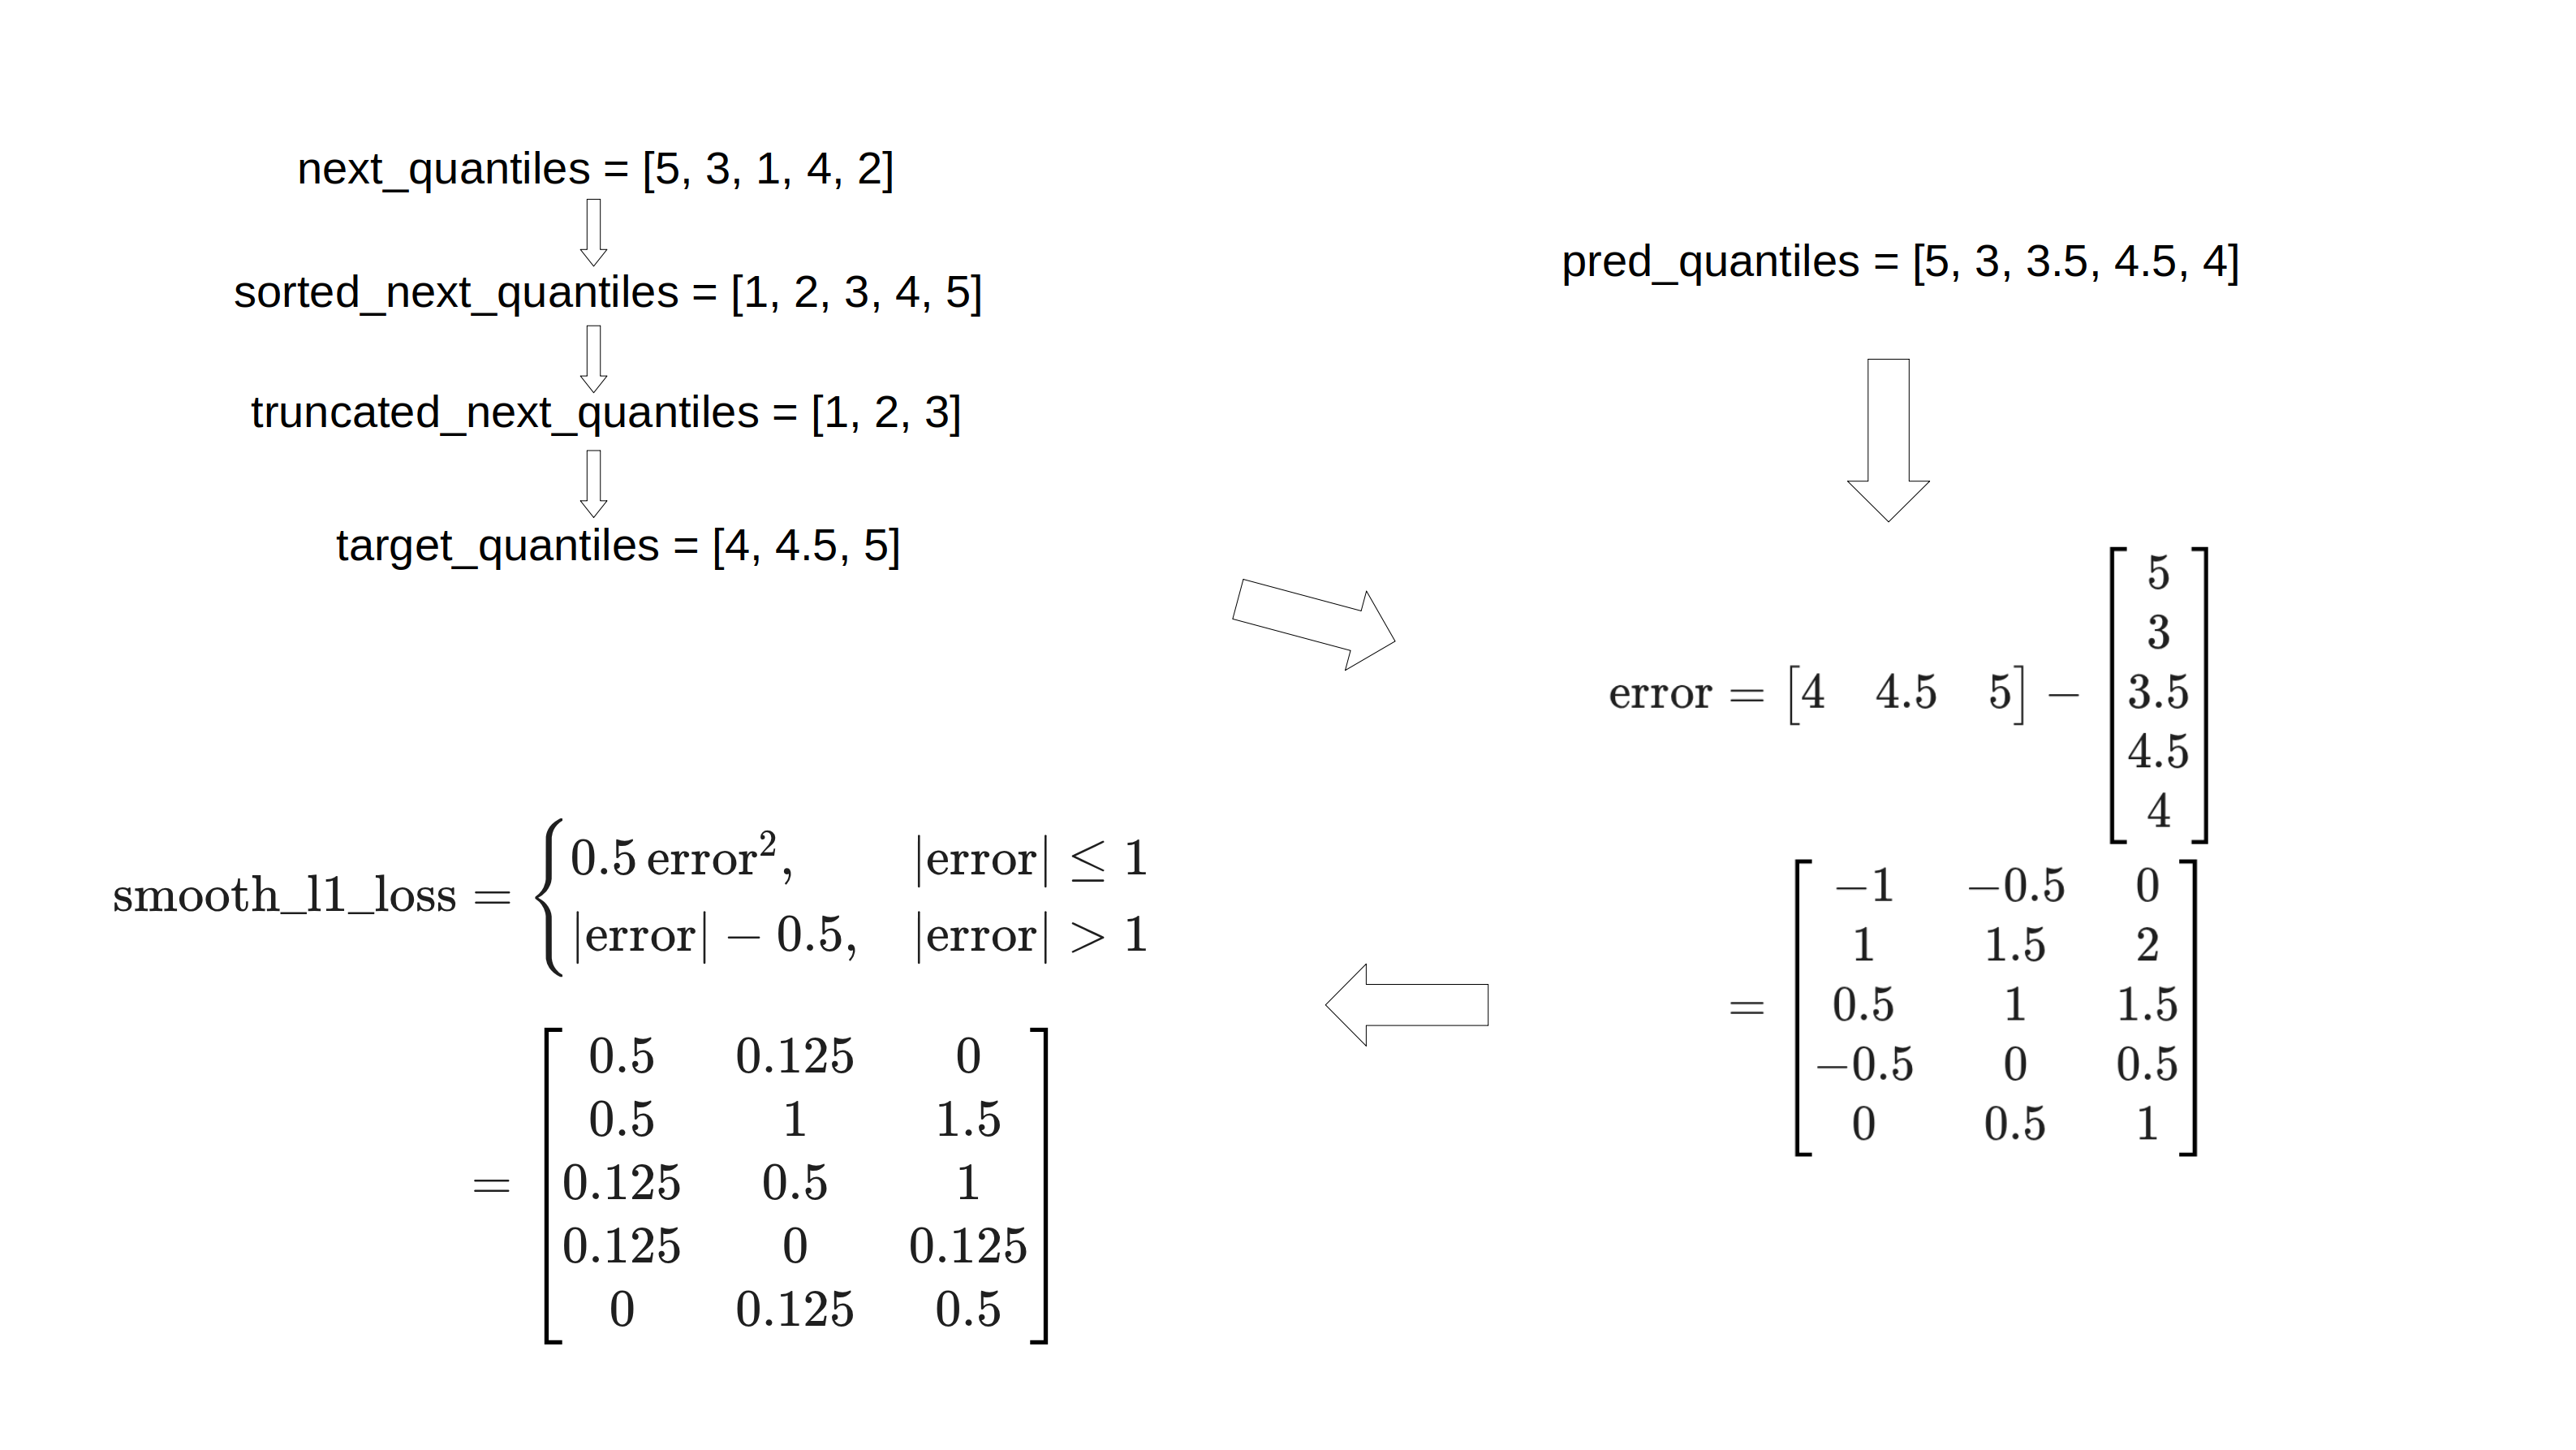 next_quantiles = [5, 3, 1, 4, 2]
sorted_next_quantiles = [1, 2, 3, 4, 5]
truncated_next_quantiles = [1, 2, 3]
target_quantiles = [4, 4.5, 5]
pred_quantiles = [5, 3, 3.5, 4.5, 4]
error = [4 4.5 5] −
5
3
3.5
4.5
4
=
−1 −0.5 0
1 1.5 2
0.5 1 1.5
−0.5 0 0.5
0 0.5 1
smooth_l1_loss = {
0.5 error², |error| ≤ 1
|error| − 0.5, |error| > 1
=
0.5 0.125 0
0.5 1 1.5
0.125 0.5 1
0.125 0 0.125
0 0.125 0.5